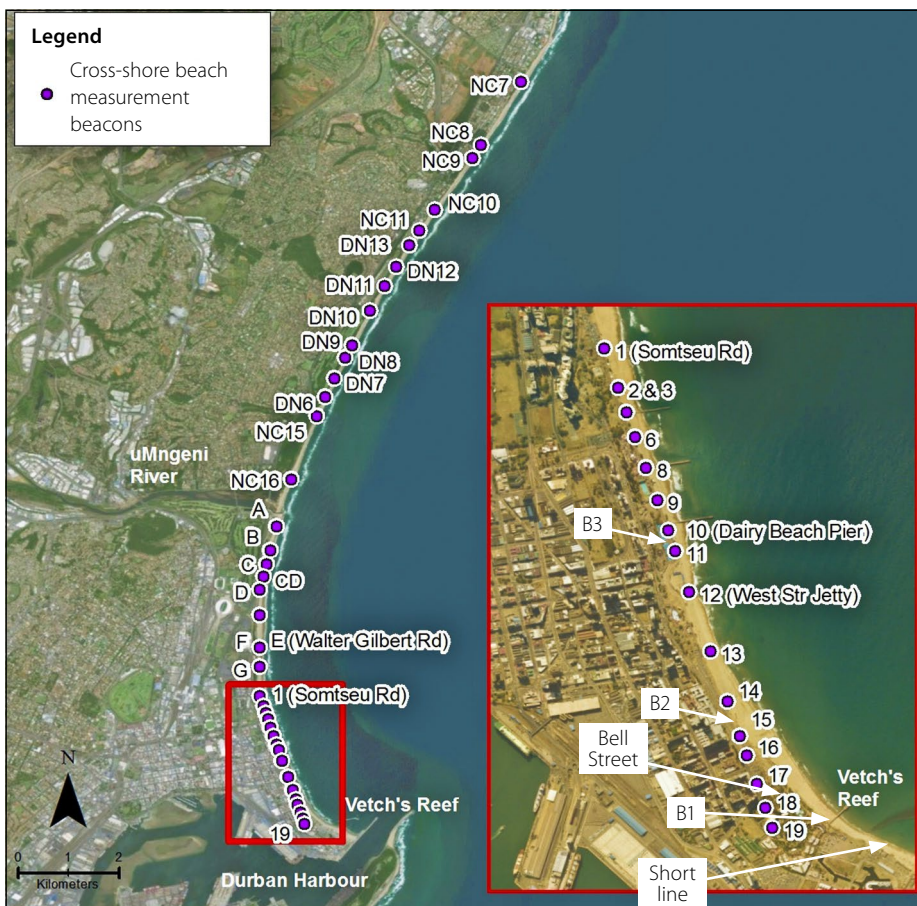 Legend
Cross-shore beach
measurement
beacons
NC7
NC8
NC9
NC10
NC11
DN13
DN12
DN11
DN10
DN9
DN8
DN7
DN6
NC15
uMngeni
River
NC16
A
B
C
CD
D
E (Walter Gilbert Rd)
F
G
1 (Somtseu Rd)
19
Vetch's Reef
Durban Harbour
N
0 1 2
Kilometers
1 (Somtseu Rd)
2 & 3
6
8
9
10 (Dairy Beach Pier)
B3
11
12 (West Str Jetty)
13
14
B2
15
16
Bell
Street
17
Vetch's
Reef
B1
18
19
Short
line